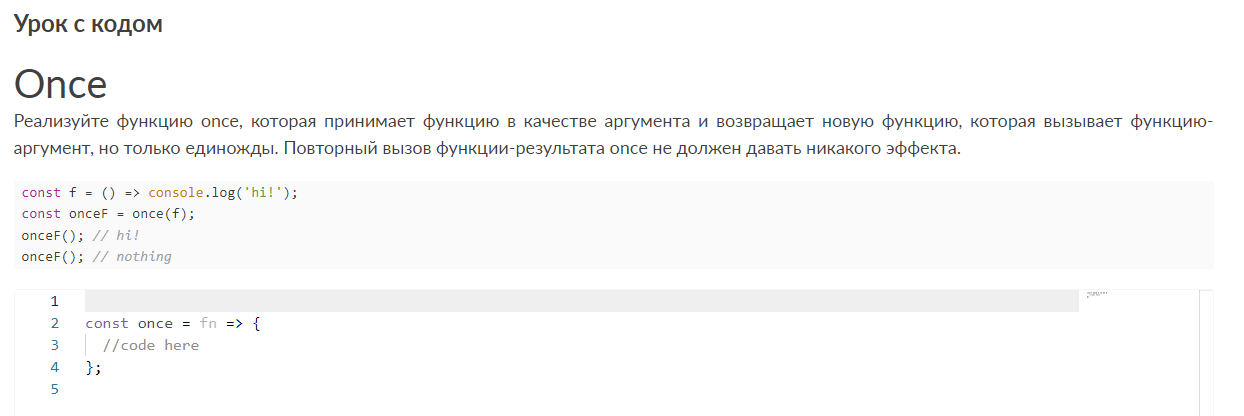 Урок с кодом
Once
Реализуйте функцию once, которая принимает функцию в качестве аргумента и возвращает новую функцию, которая вызывает функцию-
аргумент, но только единожды. Повторный вызов функции-результата once не должен давать никакого эффекта.
const f = () => console.log('hi!');
const onceF = once(f);
onceF(); // hi!
onceF(); // nothing
1
2 const once = fn => {
3 //code here
4 };
5